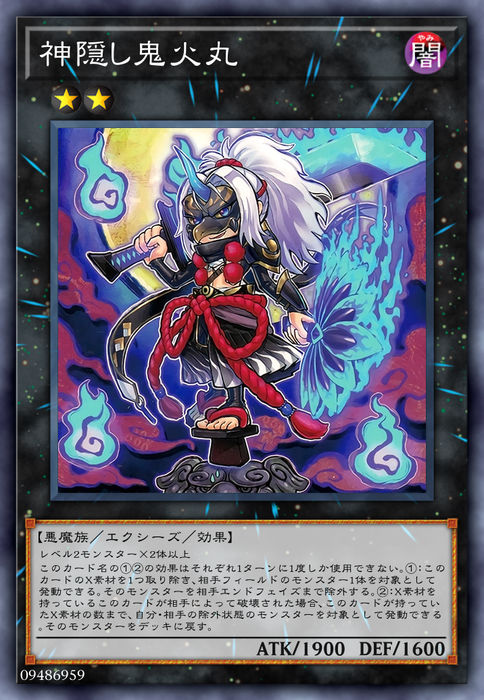 神隠し鬼火丸
やみ
闇
【悪魔族／エクシーズ／効果】
レベル2モンスター×2体以上
このカード名の①②の効果はそれぞれ1ターンに1度しか使用できない。①：この
カードのX素材を1つ取り除き、相手フィールドのモンスター1体を対象として
発動できる。そのモンスターを相手エンドフェイズまで除外する。②：X素材を
持っているこのカードが相手によって破壊された場合、このカードが持ってい
たX素材の数まで、自分・相手の除外状態のモンスターを対象として発動でき
る。そのモンスターをデッキに戻す。
ATK/1900 DEF/1600
09486959